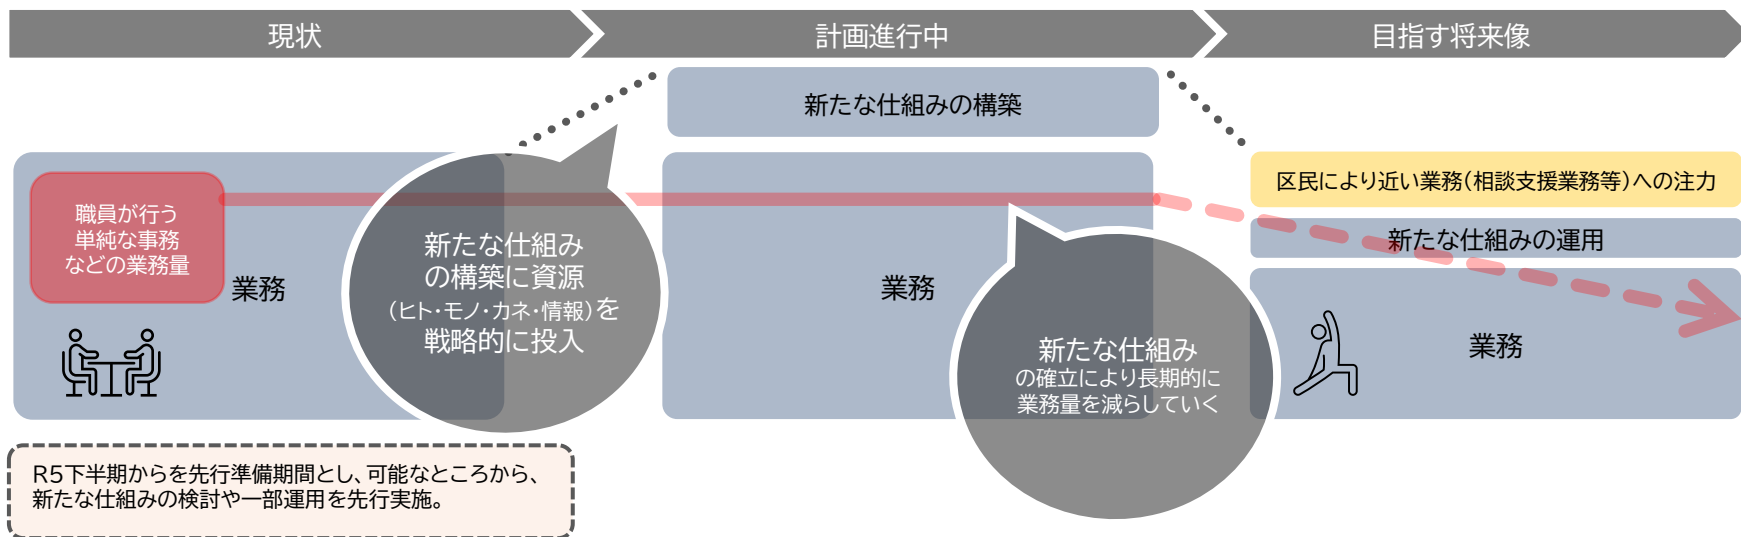 現状
計画進行中
目指す将来像
新たな仕組みの構築
職員が行う
単純な事務
などの業務量
業務
新たな仕組み
の構築に資源
(ヒト・モノ・カネ・情報)を
戦略的に投入
業務
新たな仕組み
の確立により長期的に
業務量を減らしていく
区民により近い業務(相談支援業務等)への注力
新たな仕組みの運用
業務
R5下半期からを先行準備期間とし、可能なところから、
新たな仕組みの検討や一部運用を先行実施。